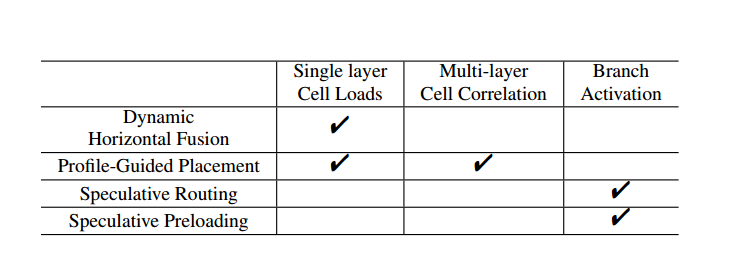 Single layer Multi-layer Branch
Cell Loads Cell Correlation Activation
Dynamic
Horizontal Fusion ✔
Profile-Guided Placement ✔ ✔
Speculative Routing ✔
Speculative Preloading ✔